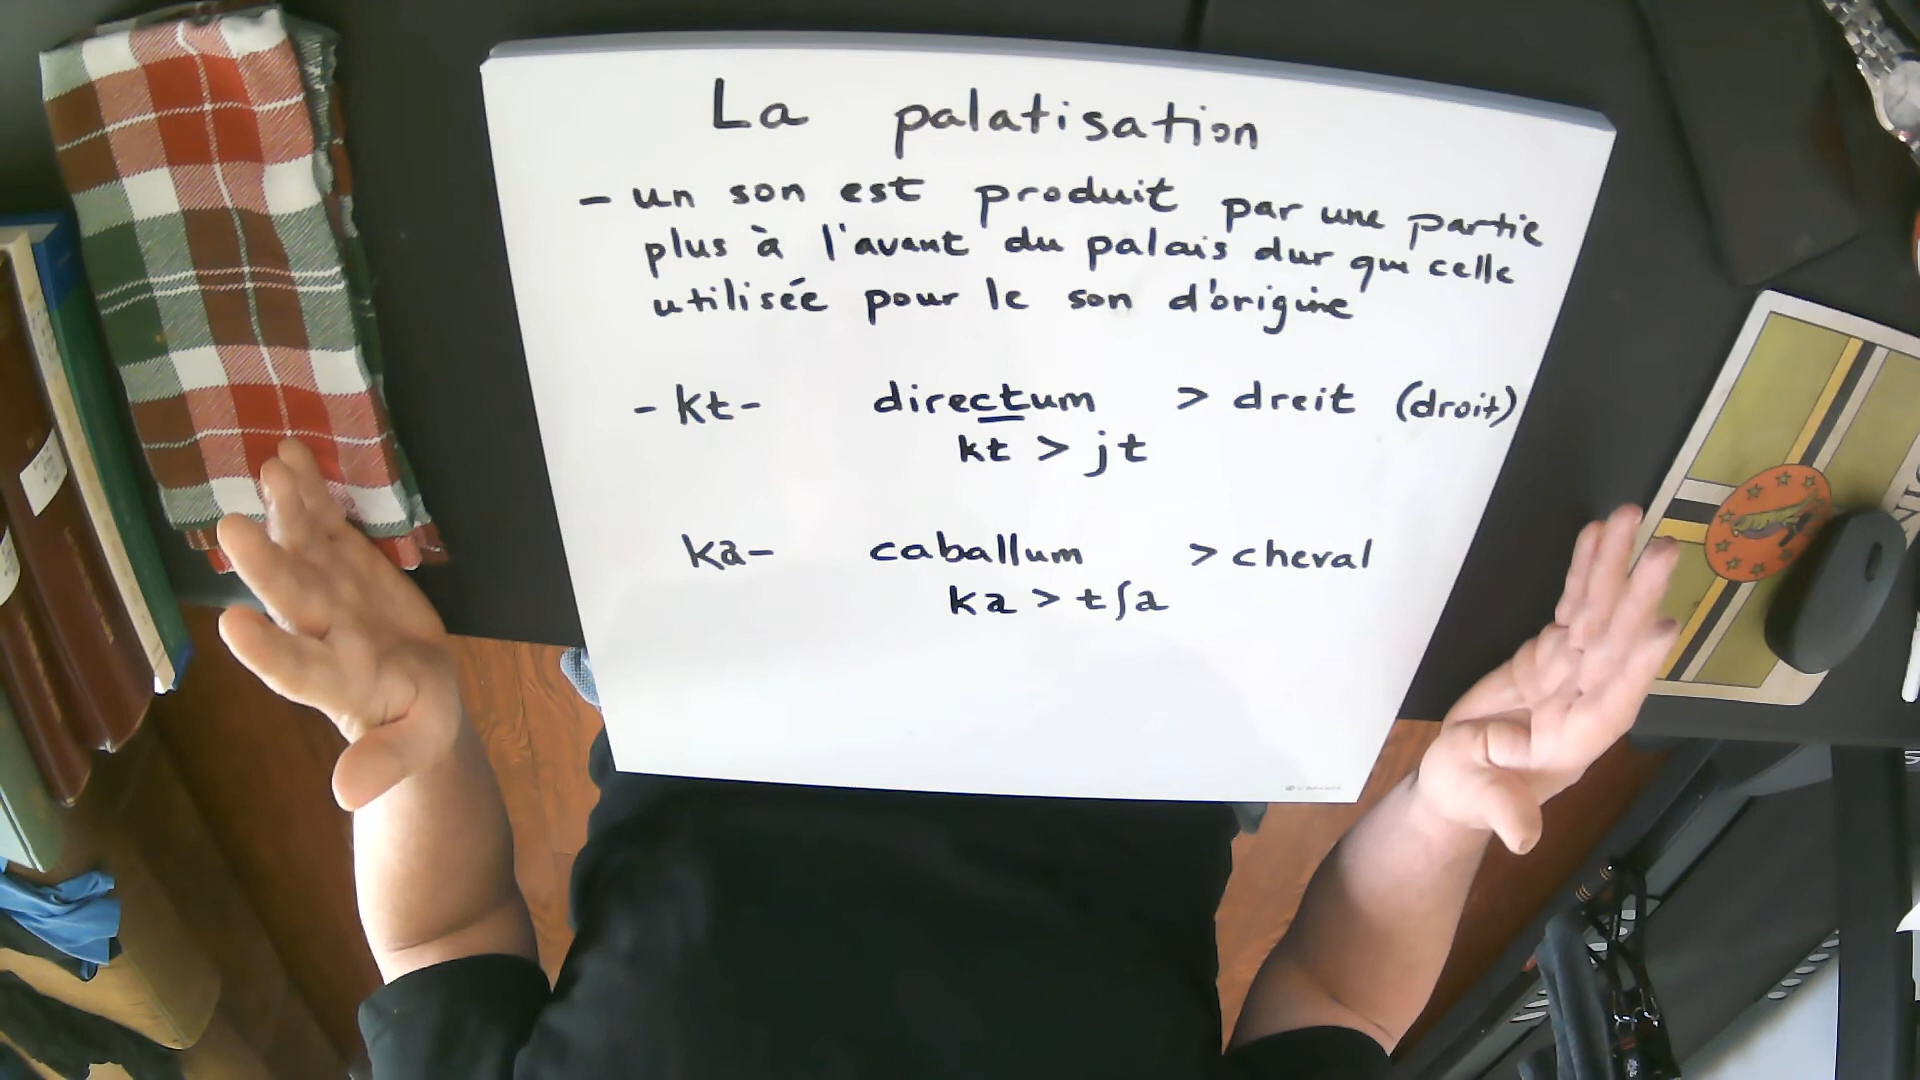 La palatisation
- un son est produit par une partie
plus à l'avant du palais dur que celle
utilisée pour le son d'origine
-kt- directum > dreit (droit)
kt > jt
ka- caballum > cheval
ka > tʃa